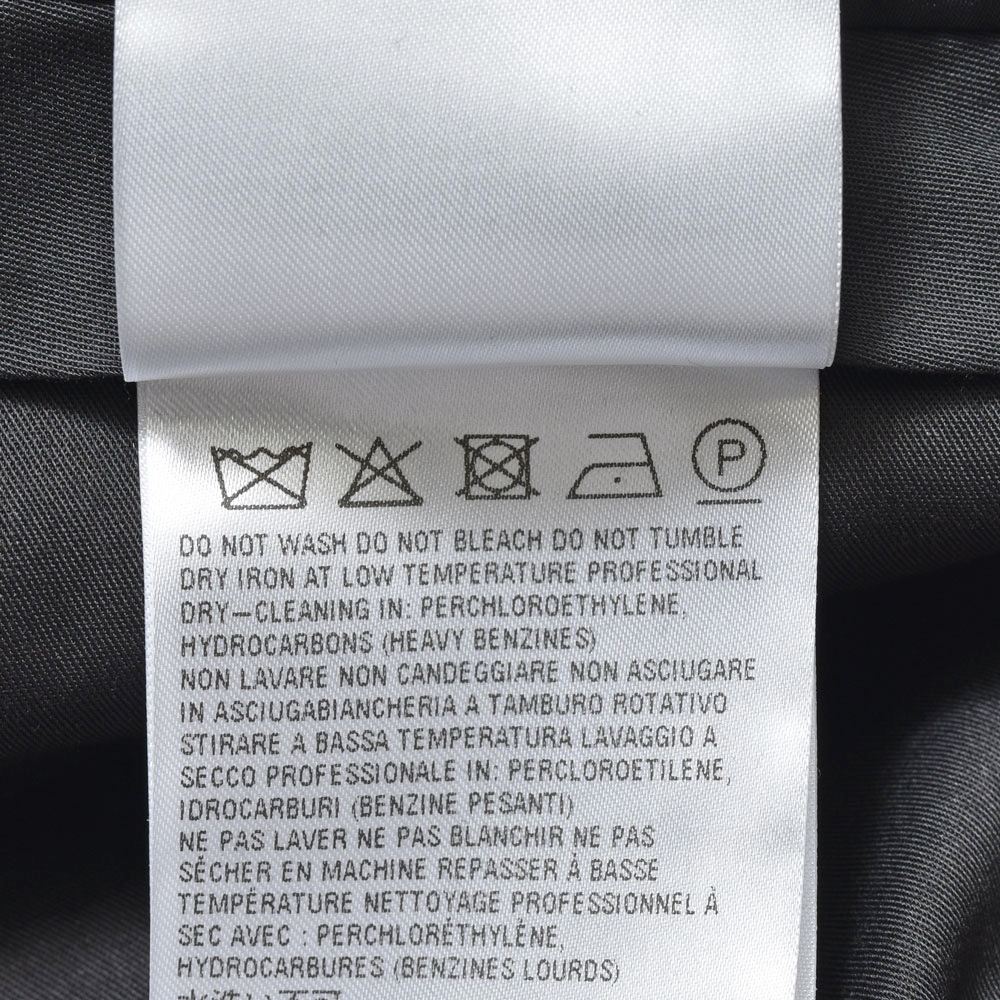 P
DO NOT WASH DO NOT BLEACH DO NOT TUMBLE
DRY IRON AT LOW TEMPERATURE PROFESSIONAL
DRY–CLEANING IN: PERCHLOROETHYLENE,
HYDROCARBONS (HEAVY BENZINES)
NON LAVARE NON CANDEGGIARE NON ASCIUGARE
IN ASCIUGABIANCHERIA A TAMBURO ROTATIVO
STIRARE A BASSA TEMPERATURA LAVAGGIO A
SECCO PROFESSIONALE IN: PERCLOROETILENE,
IDROCARBURI (BENZINE PESANTI)
NE PAS LAVER NE PAS BLANCHIR NE PAS
SÉCHER EN MACHINE REPASSER À BASSE
TEMPÉRATURE NETTOYAGE PROFESSIONNEL À
SEC AVEC : PERCHLORÉTHYLÉNE,
HYDROCARBURES (BENZINES LOURDS)